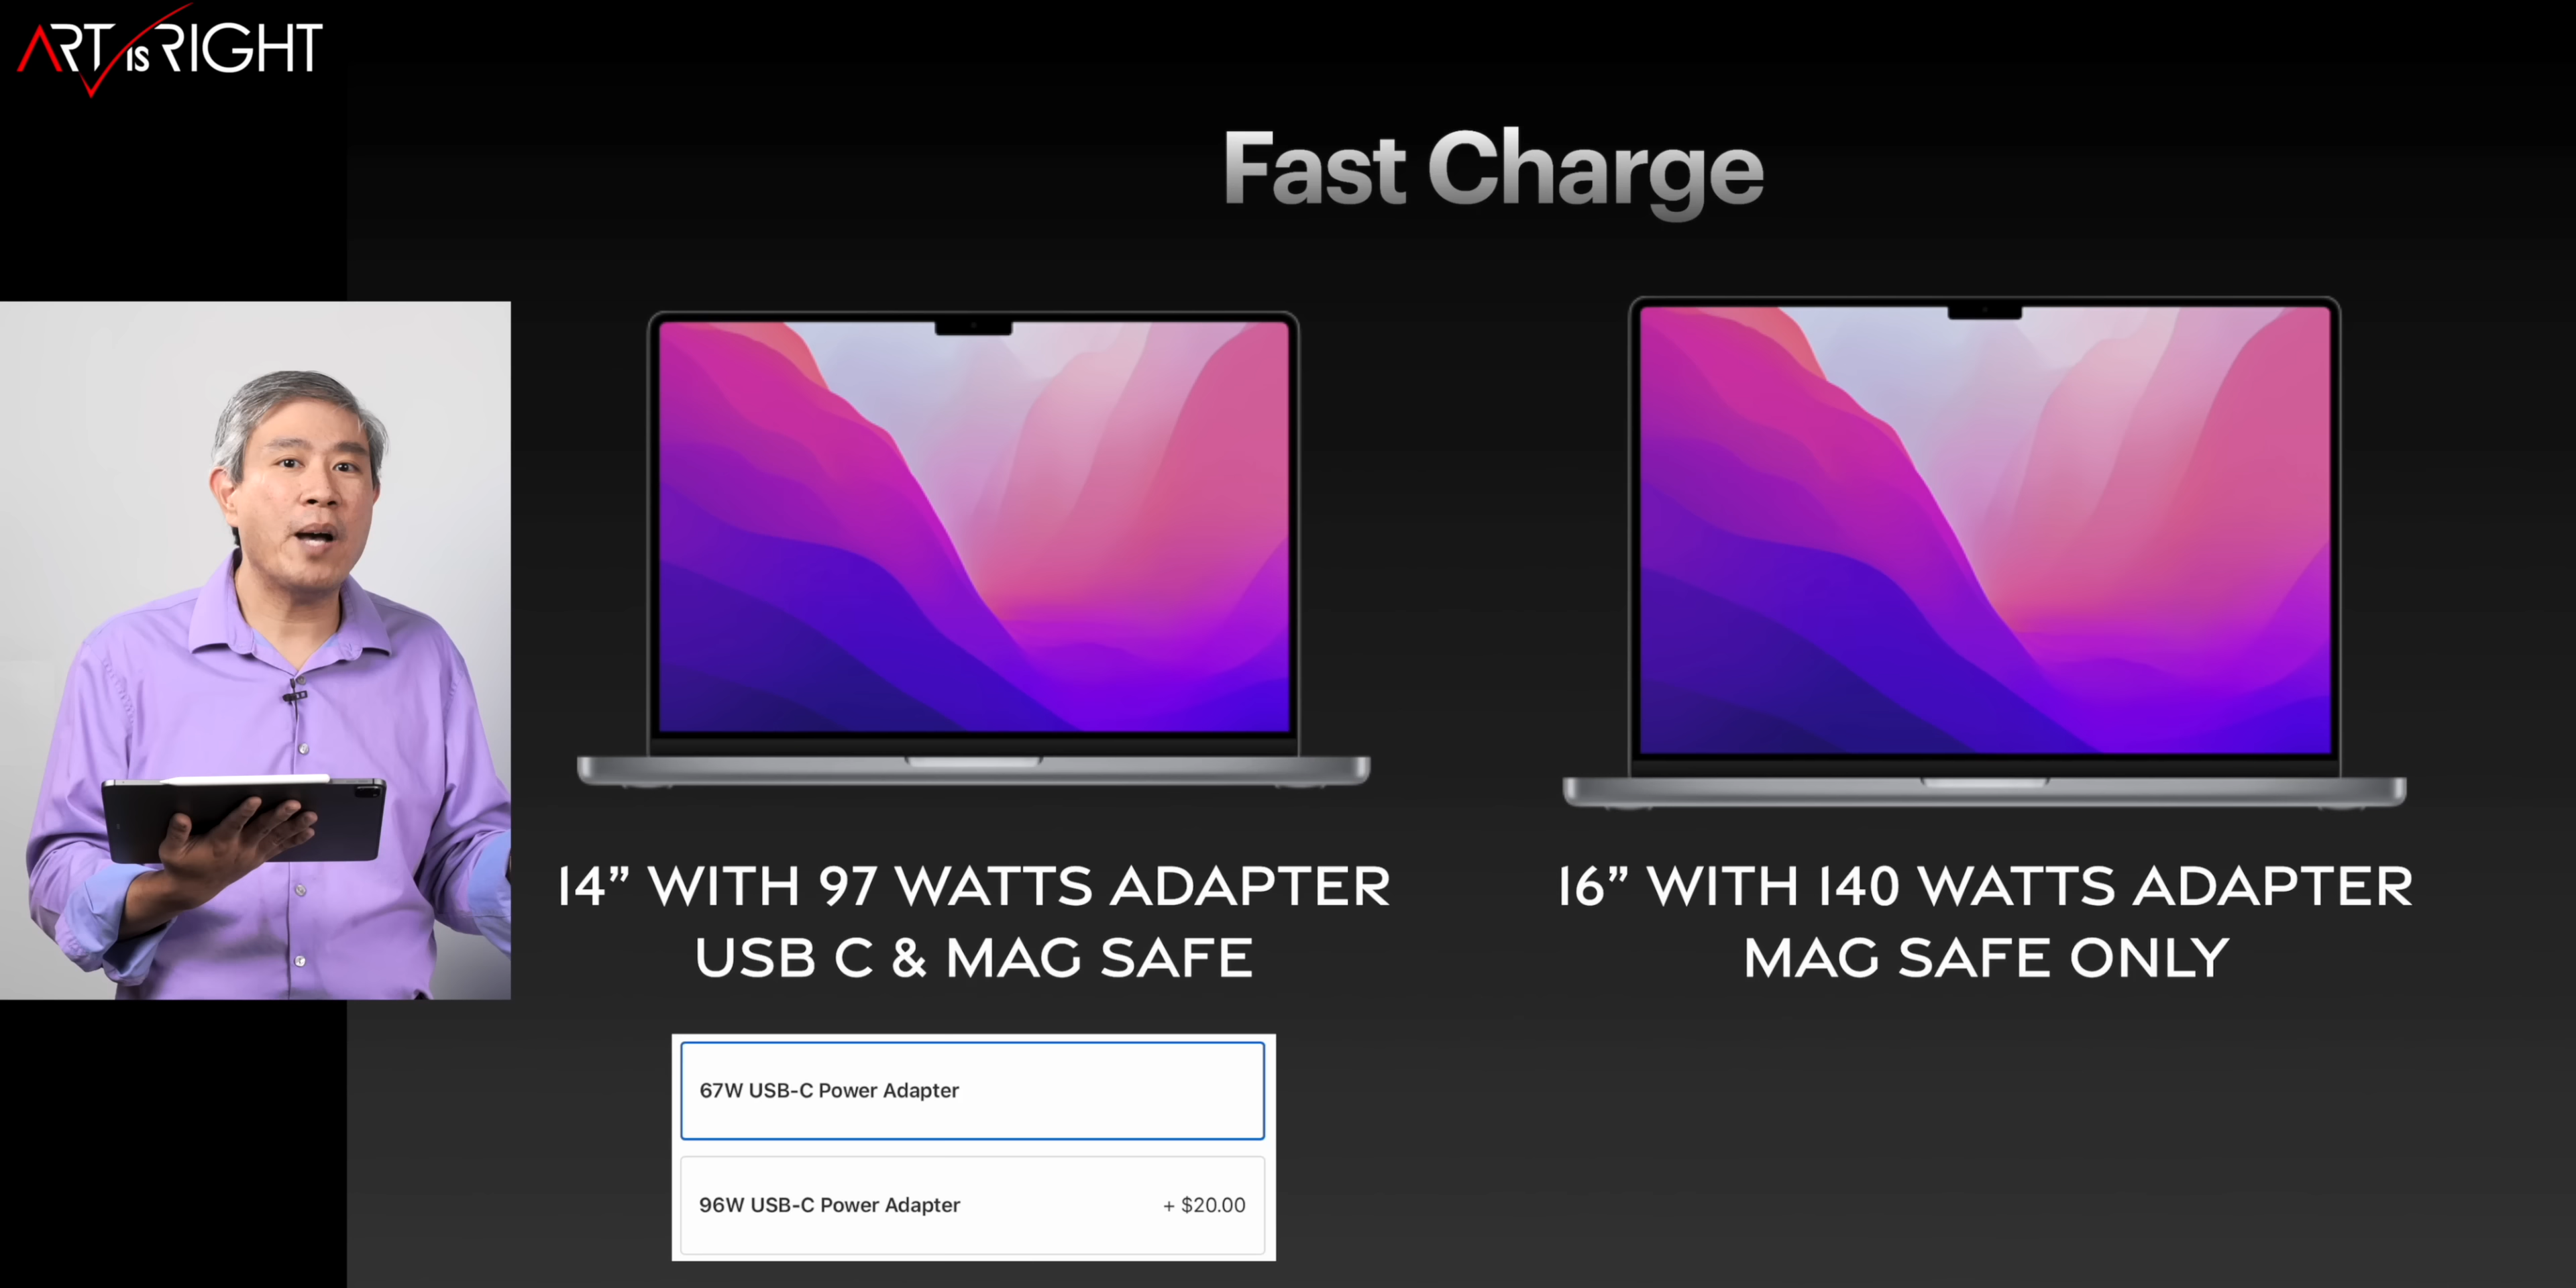 ART IS RIGHT
Fast Charge
14” WITH 97 WATTS ADAPTER
USB C & MAG SAFE
16” WITH 140 WATTS ADAPTER
MAG SAFE ONLY
67W USB-C Power Adapter
96W USB-C Power Adapter + $20.00